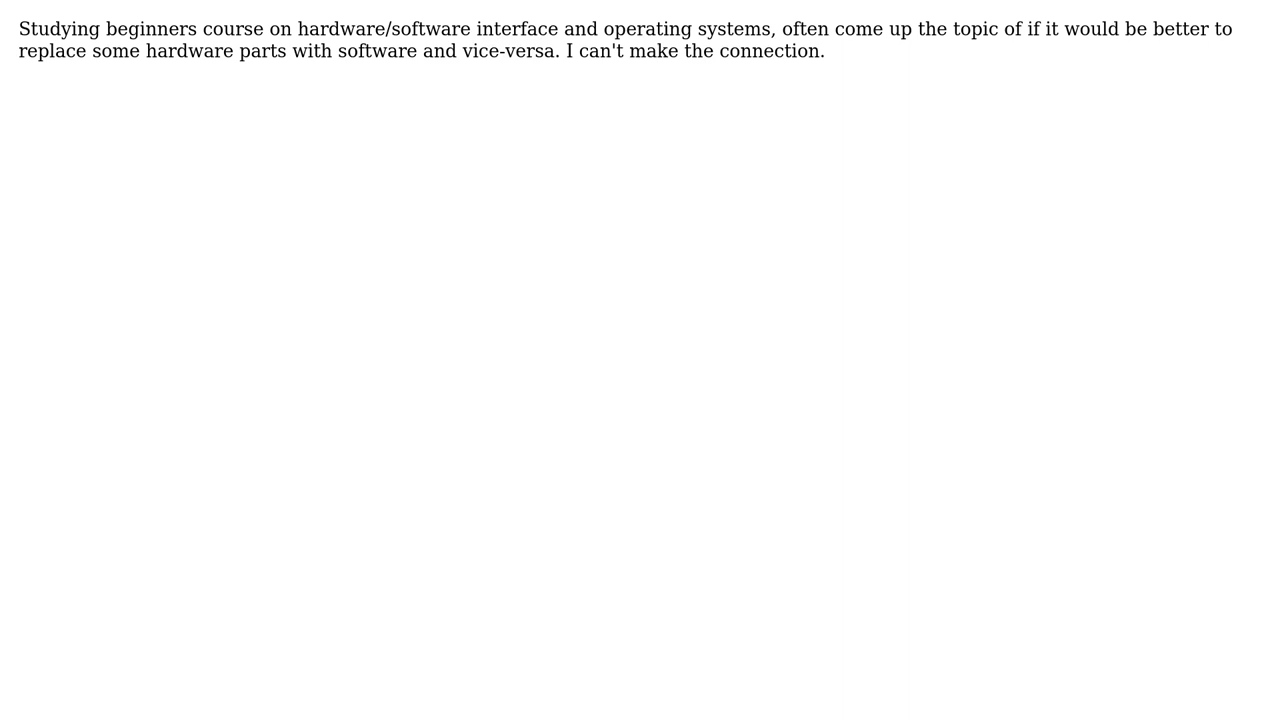 Studying beginners course on hardware/software interface and operating systems, often come up the topic of if it would be better to
replace some hardware parts with software and vice-versa. I can't make the connection.